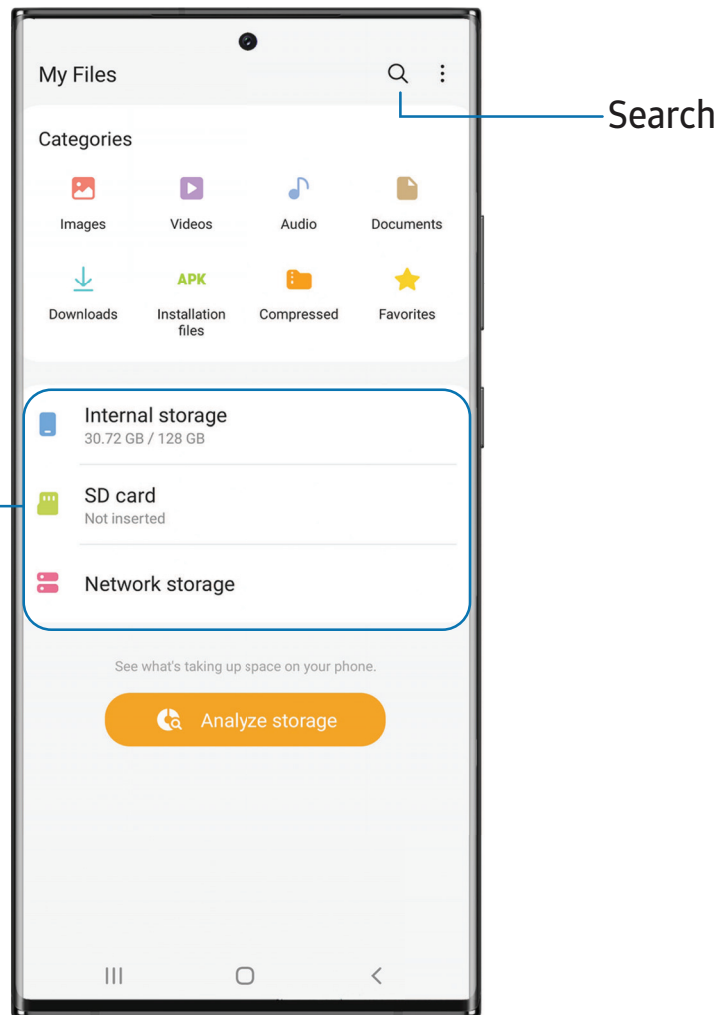 My Files
Search
Categories
Images
Videos
Audio
Documents
APK
Downloads
Installation
files
Compressed
Favorites
Internal storage
30.72 GB / 128 GB
SD card
Not inserted
Network storage
See what's taking up space on your phone.
Analyze storage